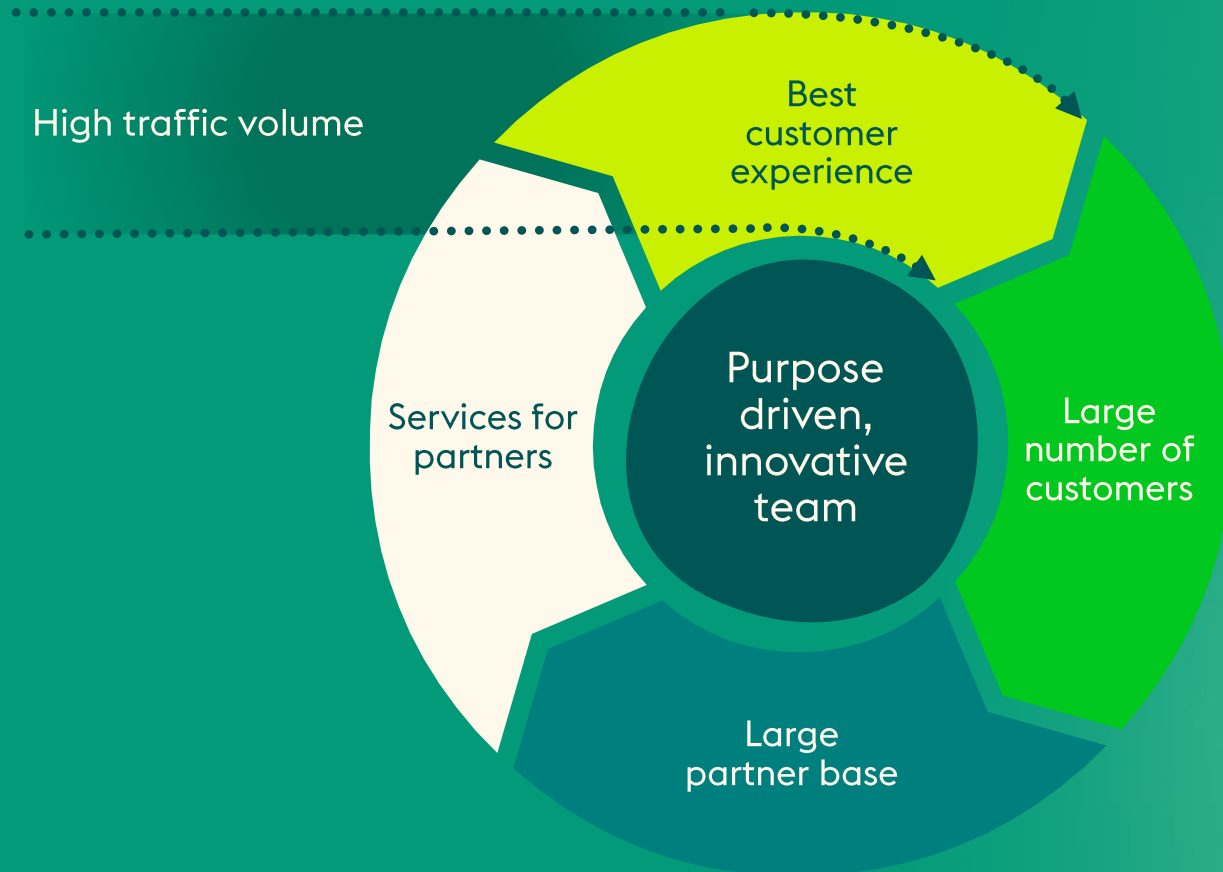 High traffic volume
Best
customer
experience
Services for
partners
Purpose
driven,
innovative
team
Large
number of
customers
Large
partner base